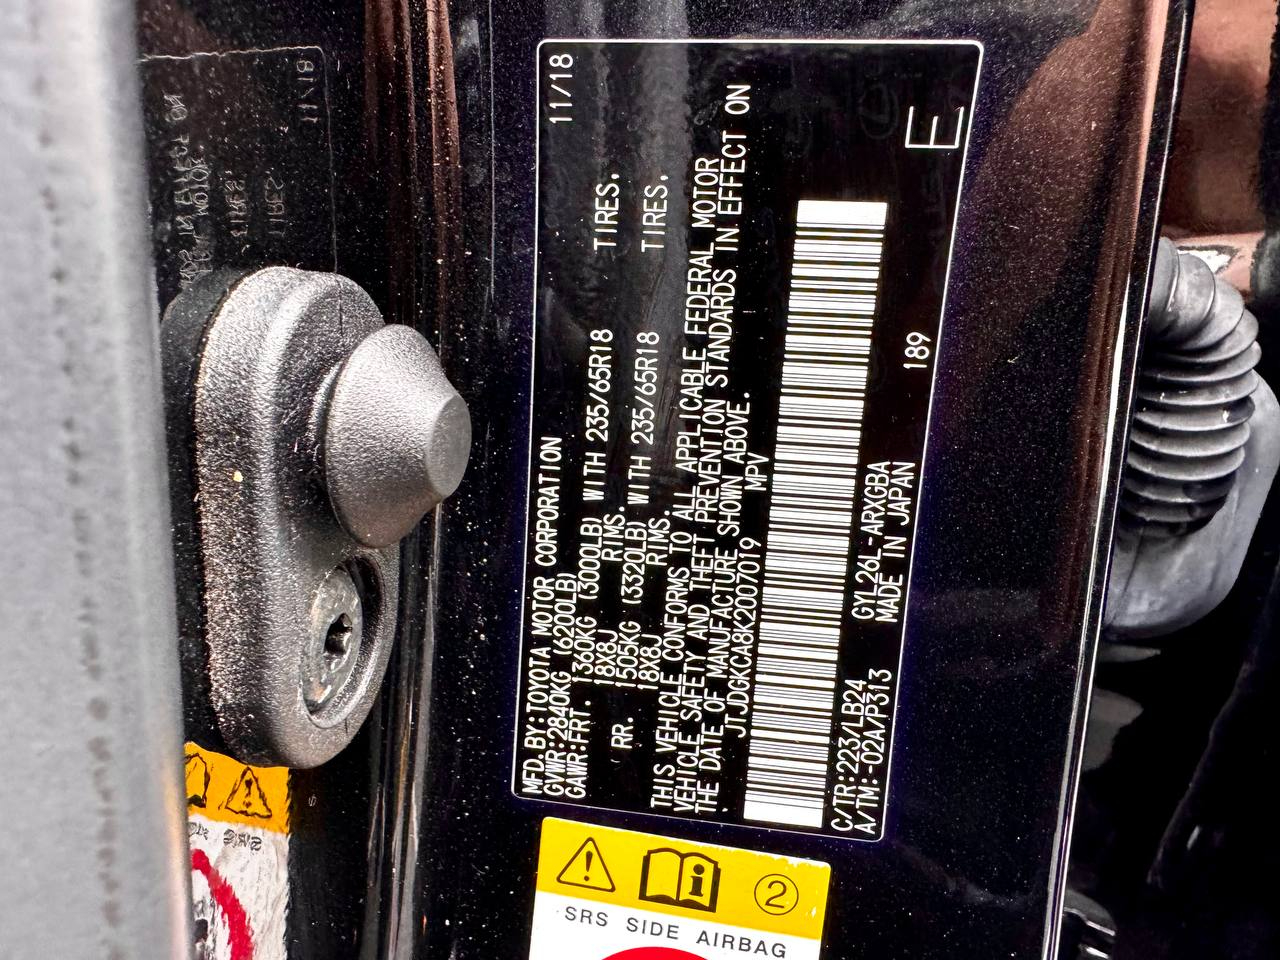 MFD. BY:TOYOTA MOTOR CORPORATION 11/18
GVWR:2840KG (6200LB)
GAWR:FRT. 1360KG (3000LB) WITH 235/65R18 TIRES.
18X8J RIMS.
RR. 1505KG (3320LB) WITH 235/65R18 TIRES.
18X8J RIMS.
THIS VEHICLE CONFORMS TO ALL APPLICABLE FEDERAL MOTOR
VEHICLE SAFETY AND THEFT PREVENTION STANDARDS IN EFFECT ON
THE DATE OF MANUFACTURE SHOWN ABOVE.
JTJDGKCA8K2007019 MPV
C/TR:223/LB24 GYL26L-ARXGBA
A/TM:-02A/P313 MADE IN JAPAN 189 E
2
SRS SIDE AIRBAG